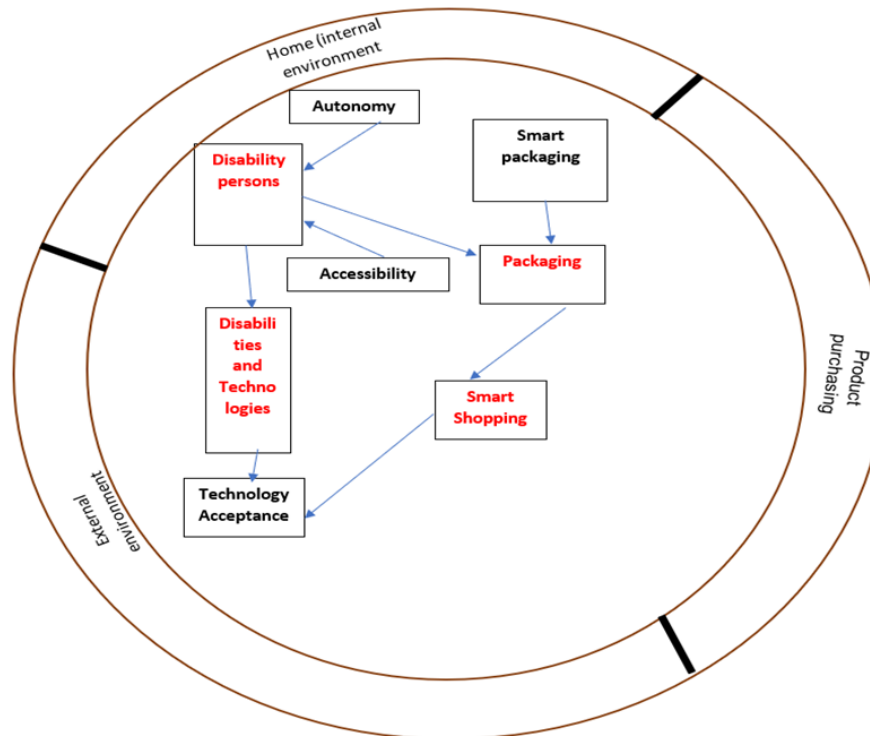 Home (internal
environment
Autonomy
Smart
packaging
Disability
persons
Accessibility
Packaging
Disabili
ties
and
Techno
logies
Smart
Shopping
Technology
Acceptance
Product
purchasing
External
environment